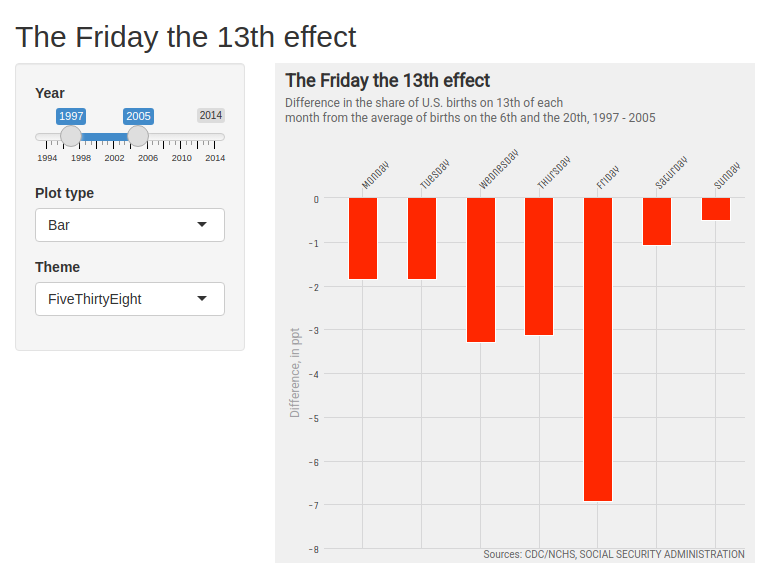 The Friday the 13th effect
Year
1997
2005
2014
1994 1998 2002 2006 2010 2014
Plot type
Bar
Theme
FiveThirtyEight
The Friday the 13th effect
Difference in the share of U.S. births on 13th of each
month from the average of births on the 6th and the 20th, 1997 - 2005
Monday
Tuesday
Wednesday
Thursday
Friday
Saturday
Sunday
0
-1
-2
-3
-4
-5
-6
-7
-8
Difference, in ppt
Sources: CDC/NCHS, SOCIAL SECURITY ADMINISTRATION